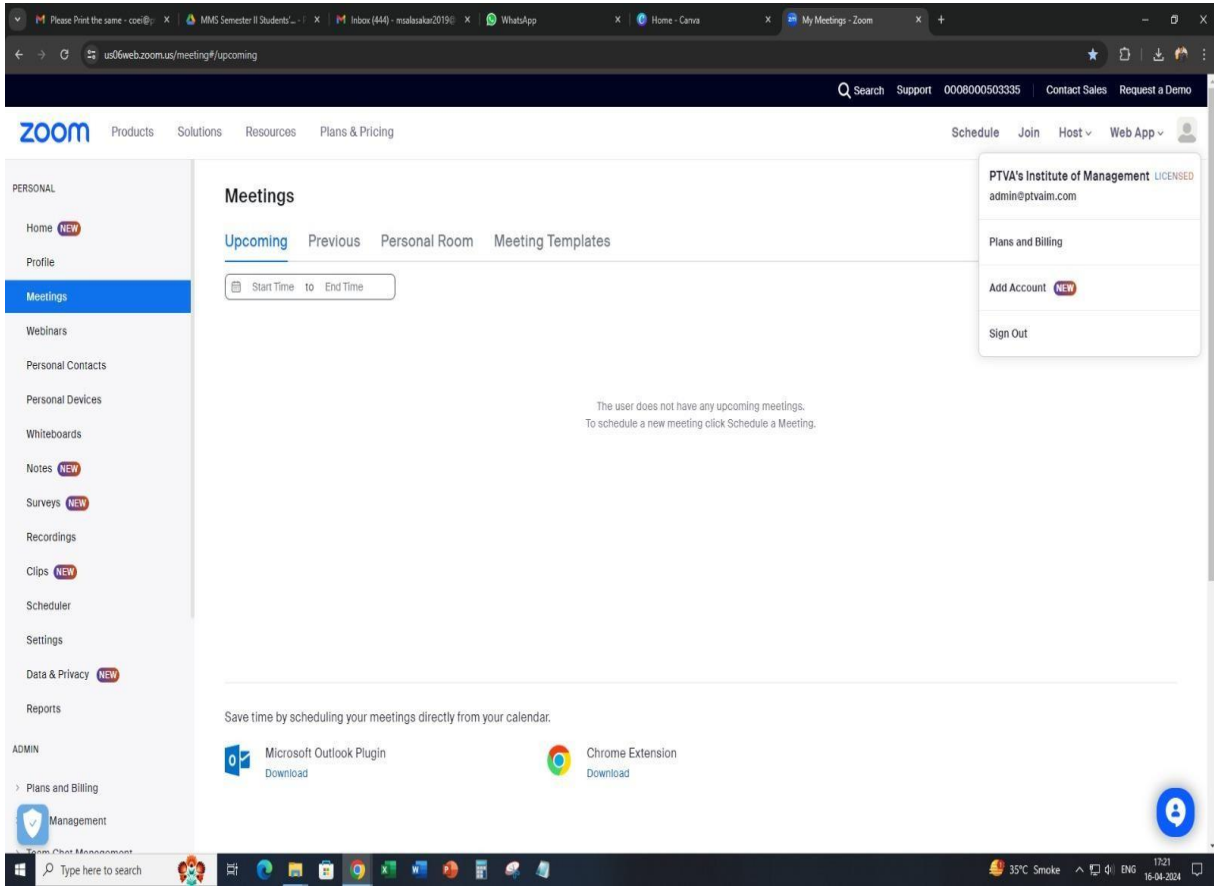 Please Print the same - coei@p
MMS Semester II Students'... - F
Inbox (444) - msalasakar2019@
WhatsApp
Home - Canva
My Meetings - Zoom
us06web.zoom.us/meeting#/upcoming
Search Support 0008000503335 Contact Sales Request a Demo
zoom Products Solutions Resources Plans & Pricing Schedule Join Host Web App
PERSONAL
Home NEW
Profile
Meetings
Webinars
Personal Contacts
Personal Devices
Whiteboards
Notes NEW
Surveys NEW
Recordings
Clips NEW
Scheduler
Settings
Data & Privacy NEW
Reports
ADMIN
Plans and Billing
Management
Team Chat Management
Meetings
Upcoming Previous Personal Room Meeting Templates
Start Time to End Time
The user does not have any upcoming meetings.
To schedule a new meeting click Schedule a Meeting.
PTVA's Institute of Management LICENSED
admin@ptvaim.com
Plans and Billing
Add Account NEW
Sign Out
Save time by scheduling your meetings directly from your calendar.
Microsoft Outlook Plugin
Download
Chrome Extension
Download
Type here to search
35°C Smoke
ENG
17:21
16-04-2024